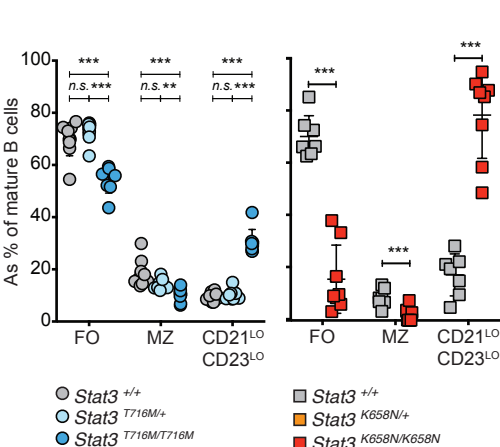 *** *** *** ***
n.s. *** n.s. ** n.s. *** ***
***
100
80
60
40
20
0
As % of mature B cells
FO MZ CD21LO CD23LO FO MZ CD21LO CD23LO
Stat3 +/+ Stat3 +/+
Stat3 T716M/+ Stat3 K658N/+
Stat3 T716M/T716M Stat3 K658N/K658N